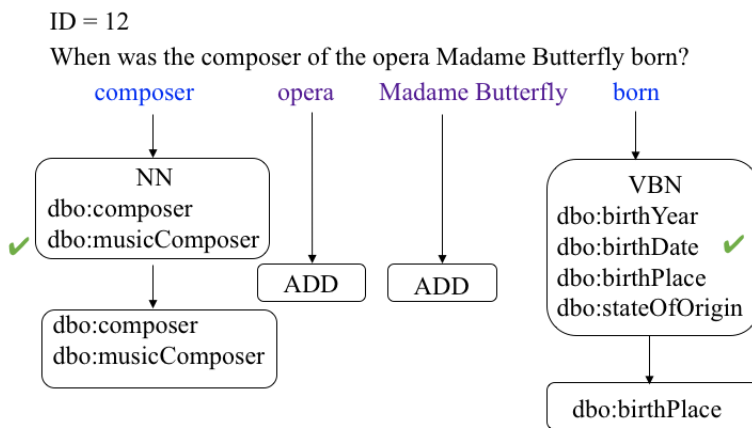 ID = 12
When was the composer of the opera Madame Butterfly born?
composer opera Madame Butterfly born
NN
dbo:composer
dbo:musicComposer
dbo:composer
dbo:musicComposer
ADD
ADD
VBN
dbo:birthYear
dbo:birthDate
dbo:birthPlace
dbo:stateOfOrigin
dbo:birthPlace